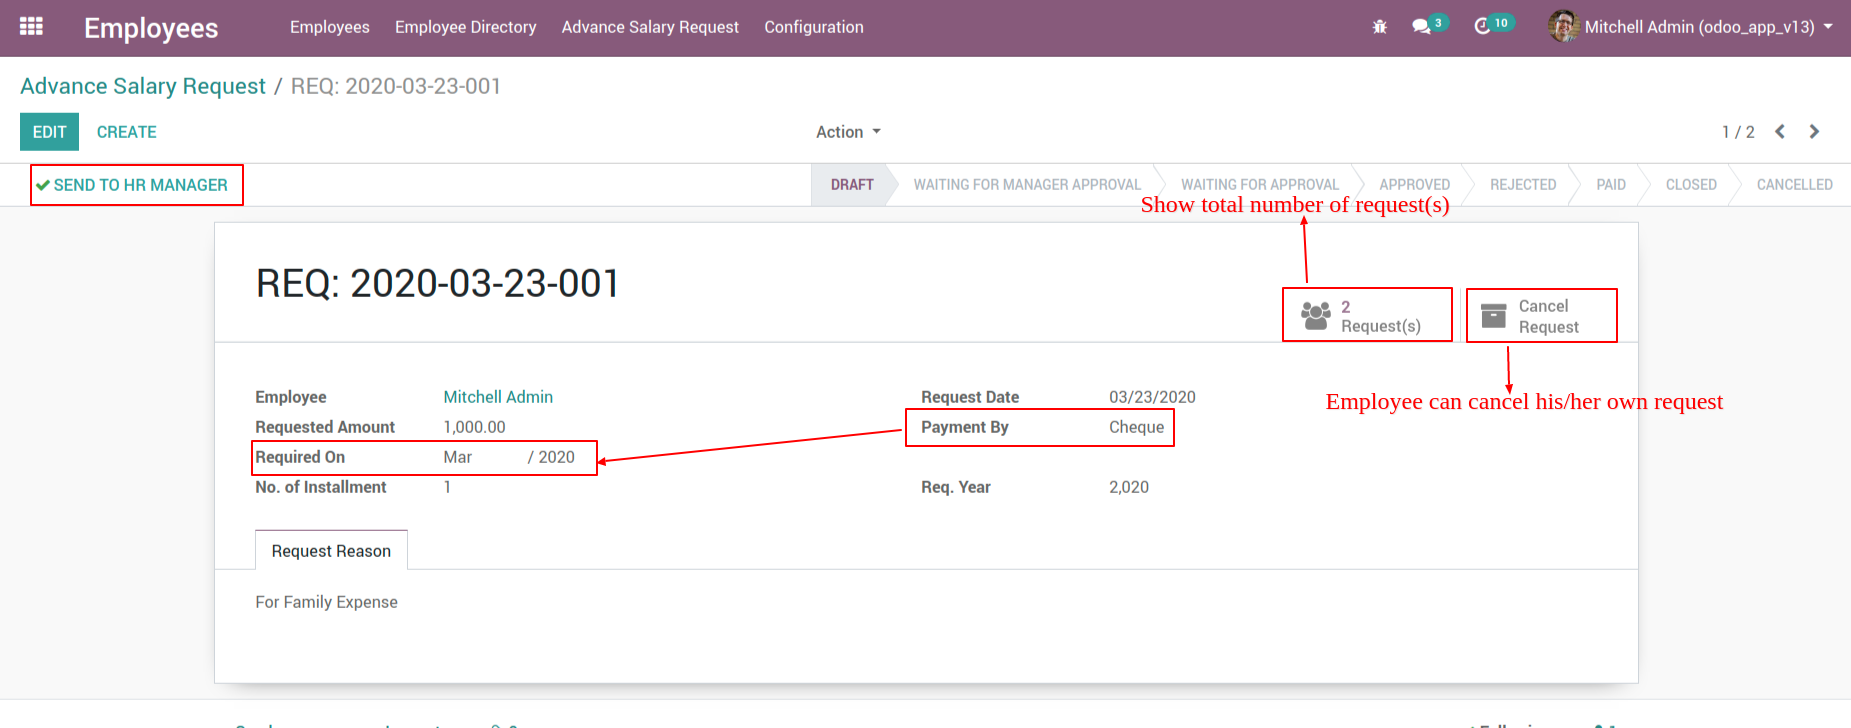 Employees Employees Employee Directory Advance Salary Request Configuration 3 10 Mitchell Admin (odoo_app_v13)
Advance Salary Request / REQ: 2020-03-23-001
EDIT CREATE Action 1 / 2
SEND TO HR MANAGER DRAFT WAITING FOR MANAGER APPROVAL WAITING FOR APPROVAL APPROVED REJECTED PAID CLOSED CANCELLED
Show total number of request(s)
REQ: 2020-03-23-001
2 Request(s)
Cancel Request
Employee can cancel his/her own request
Employee Mitchell Admin Request Date 03/23/2020
Requested Amount 1,000.00 Payment By Cheque
Required On Mar / 2020
No. of Installment 1 Req. Year 2,020
Request Reason
For Family Expense